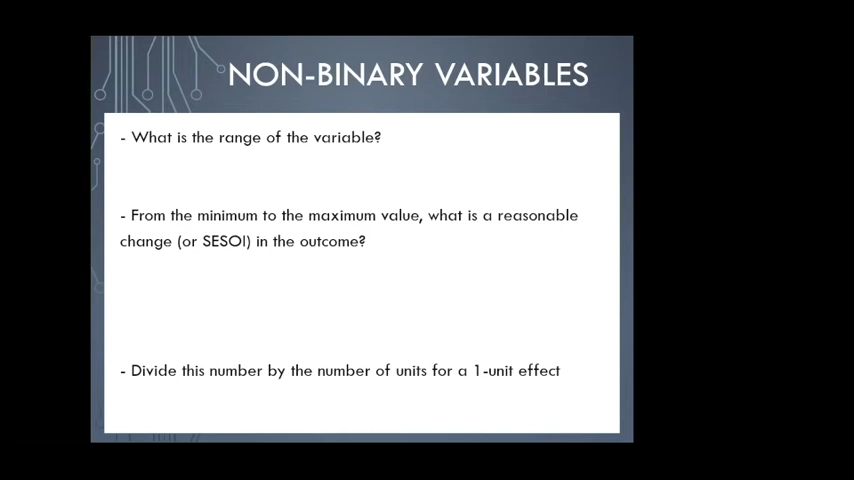 NON-BINARY VARIABLES
- What is the range of the variable?
- From the minimum to the maximum value, what is a reasonable
change (or SESOI) in the outcome?
- Divide this number by the number of units for a 1-unit effect